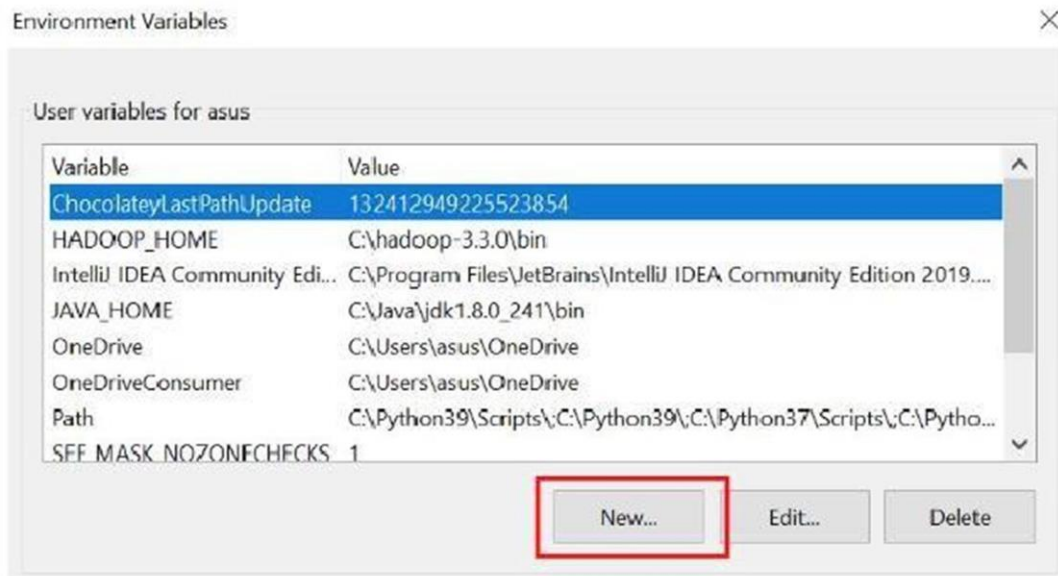 Environment Variables
User variables for asus
Variable Value
ChocolateyLastPathUpdate 132412949225523854
HADOOP_HOME C:\hadoop-3.3.0\bin
IntelliJ IDEA Community Edi... C:\Program Files\JetBrains\IntelliJ IDEA Community Edition 2019....
JAVA_HOME C:\Java\jdk1.8.0_241\bin
OneDrive C:\Users\asus\OneDrive
OneDriveConsumer C:\Users\asus\OneDrive
Path C:\Python39\Scripts\;C:\Python39\;C:\Python37\Scripts\;C:\Pytho...
SEE_MASK_NOZONECHECKS 1
New... Edit... Delete